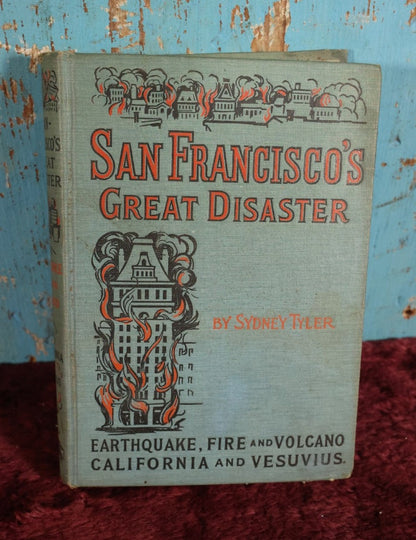 SAN FRANCISCO'S
GREAT DISASTER
BY SYDNEY TYLER
EARTHQUAKE, FIRE AND VOLCANO
CALIFORNIA AND VESUVIUS.